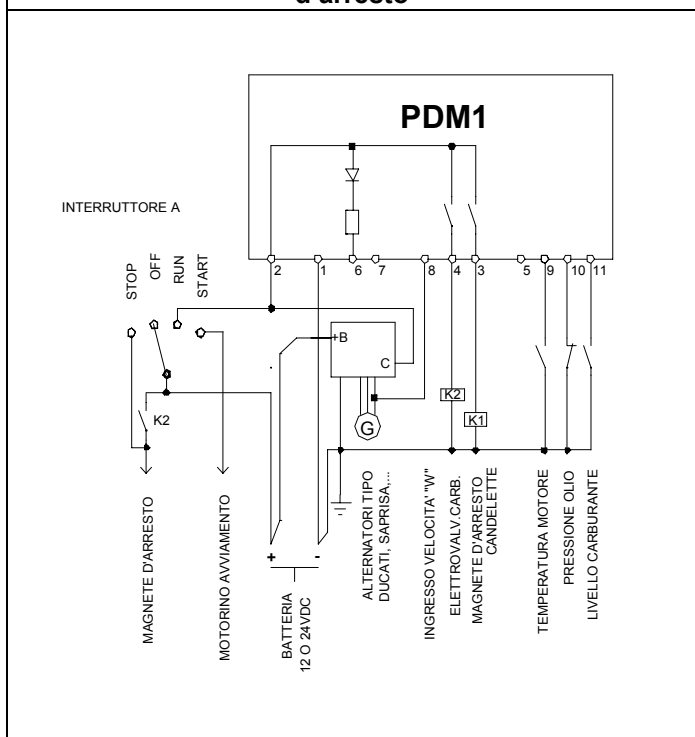 d'arresto
PDM1
INTERRUTTORE A
STOP
OFF
RUN
START
2
1
6
7
8
4
3
5
9
10
11
+B
C
G
K2
K2
K1
+
-
MAGNETE D'ARRESTO
MOTORINO AVVIAMENTO
BATTERIA
12 O 24VDC
ALTERNATORI TIPO
DUCATI, SAPRISA,...
INGRESSO VELOCITA' "W"
ELETTROVALV.CARB.
MAGNETE D'ARRESTO
CANDELETTE
TEMPERATURA MOTORE
PRESSIONE OLIO
LIVELLO CARBURANTE